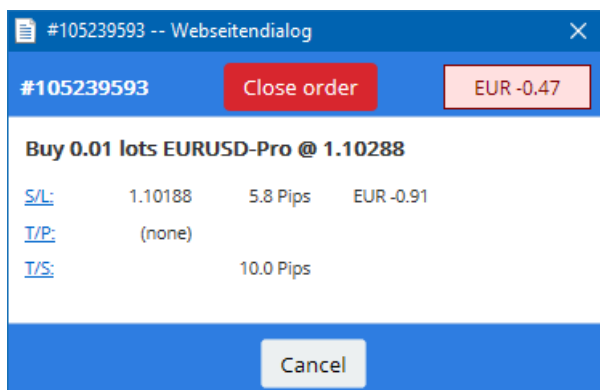 #105239593 -- Webseitendialog
#105239593 Close order EUR -0.47
Buy 0.01 lots EURUSD-Pro @ 1.10288
S/L: 1.10188 5.8 Pips EUR -0.91
T/P: (none)
T/S: 10.0 Pips
Cancel